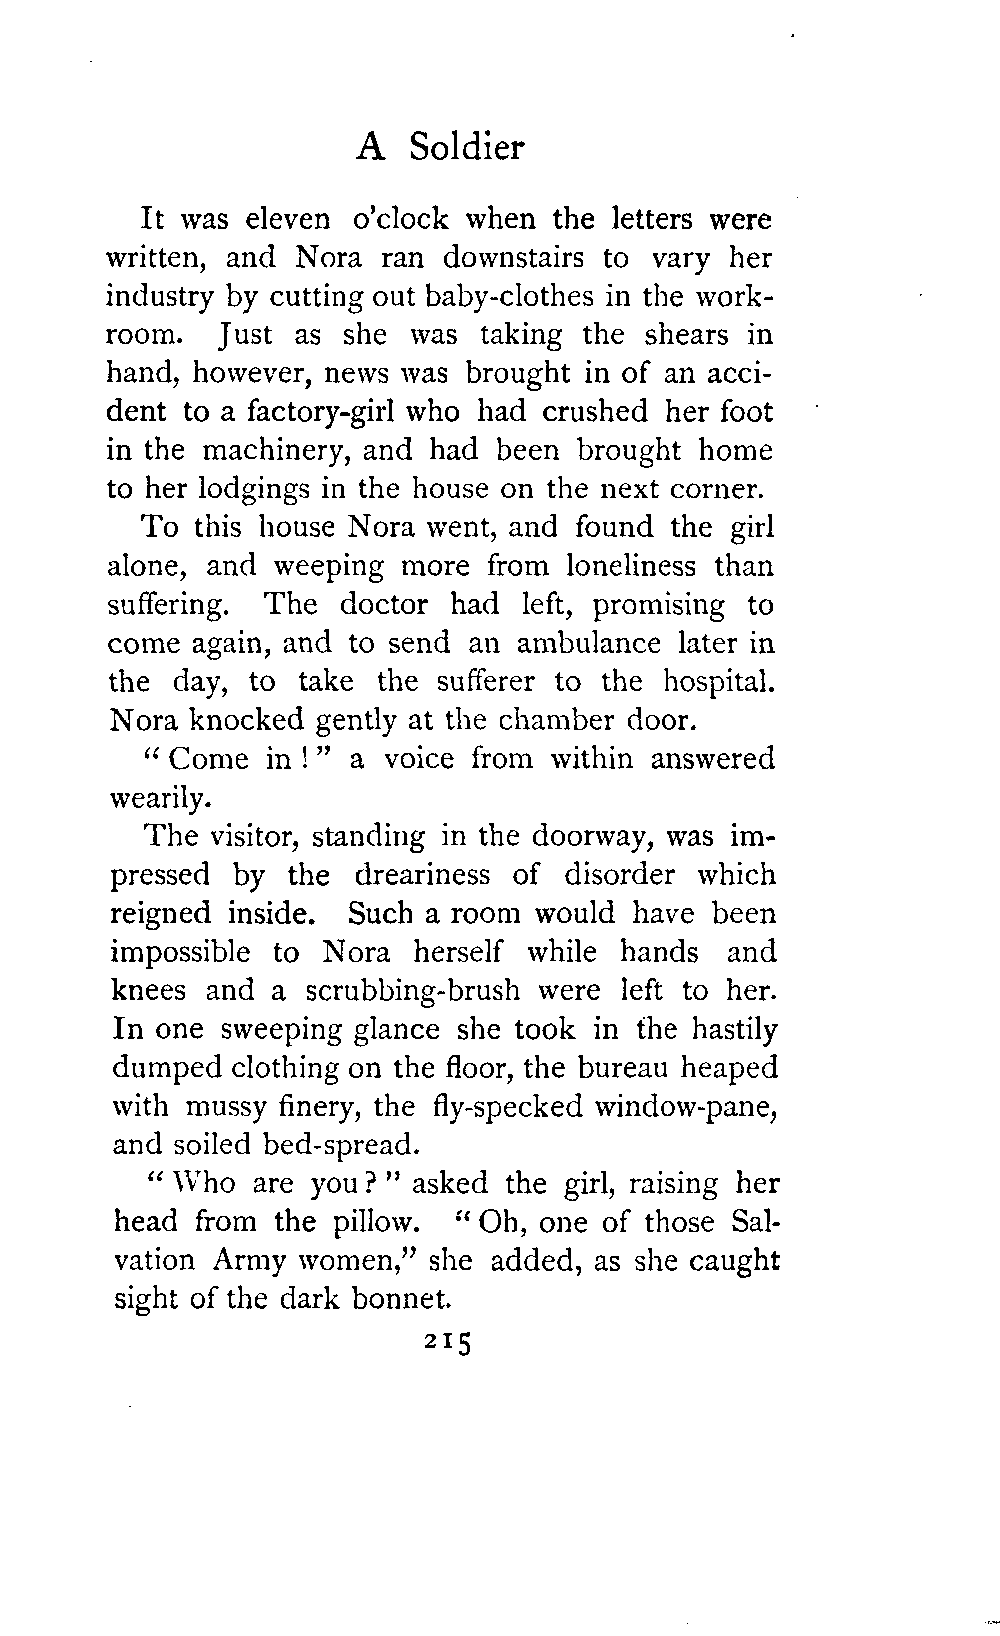 A Soldier
It was eleven o'clock when the letters were
written, and Nora ran downstairs to vary her
industry by cutting out baby-clothes in the work-
room. Just as she was taking the shears in
hand, however, news was brought in of an acci-
dent to a factory-girl who had crushed her foot
in the machinery, and had been brought home
to her lodgings in the house on the next corner.
To this house Nora went, and found the girl
alone, and weeping more from loneliness than
suffering. The doctor had left, promising to
come again, and to send an ambulance later in
the day, to take the sufferer to the hospital.
Nora knocked gently at the chamber door.
“ Come in ! ” a voice from within answered
wearily.
The visitor, standing in the doorway, was im-
pressed by the dreariness of disorder which
reigned inside. Such a room would have been
impossible to Nora herself while hands and
knees and a scrubbing-brush were left to her.
In one sweeping glance she took in the hastily
dumped clothing on the floor, the bureau heaped
with mussy finery, the fly-specked window-pane,
and soiled bed-spread.
“ Who are you ? ” asked the girl, raising her
head from the pillow. “ Oh, one of those Sal-
vation Army women,” she added, as she caught
sight of the dark bonnet.
215